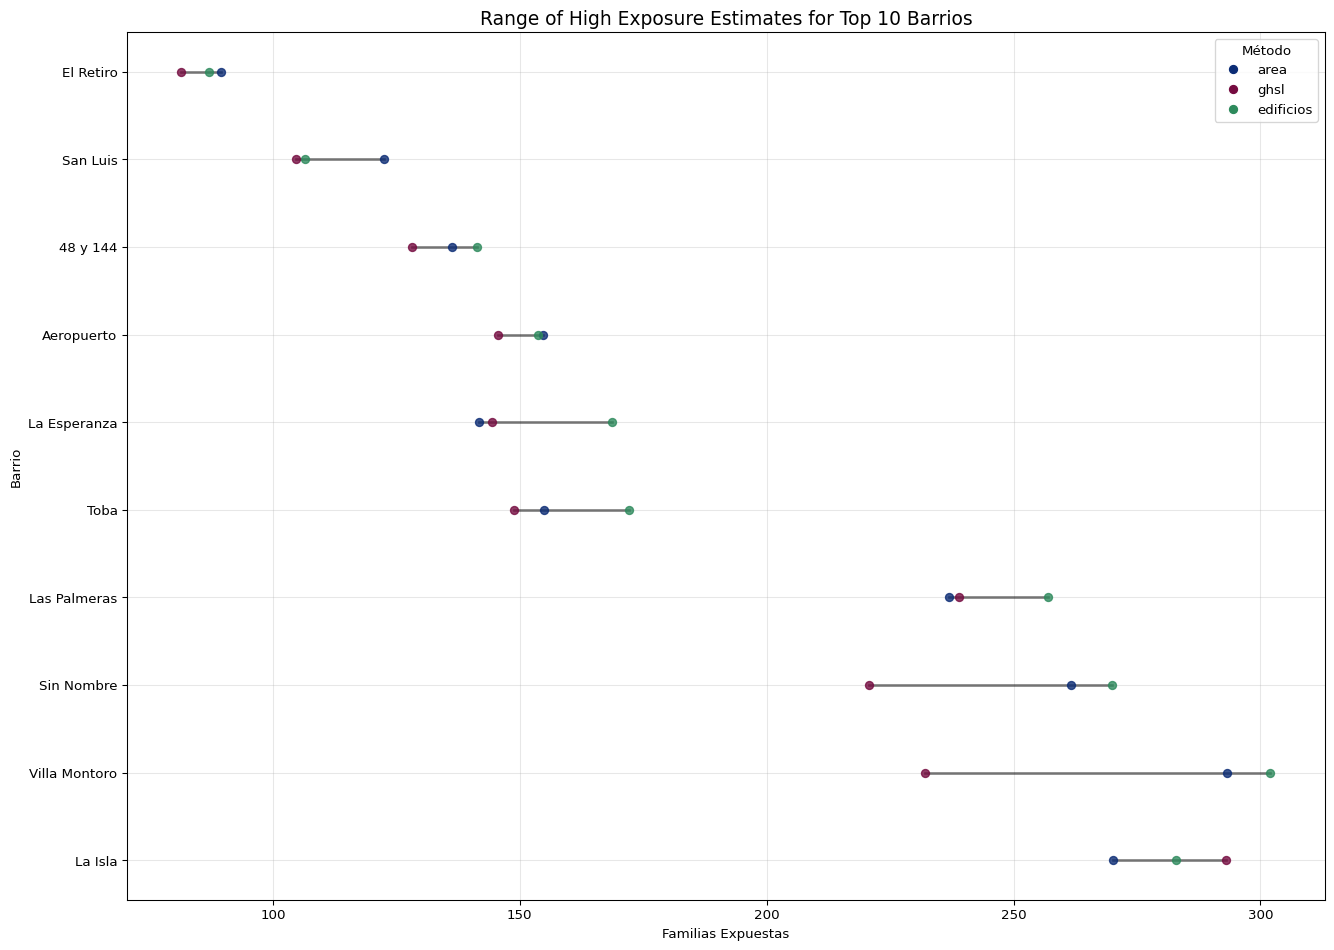 Range of High Exposure Estimates for Top 10 Barrios
Método
area
ghsl
edificios
El Retiro
San Luis
48 y 144
Aeropuerto
La Esperanza
Toba
Las Palmeras
Sin Nombre
Villa Montoro
La Isla
Barrio
100
150
200
250
300
Familias Expuestas